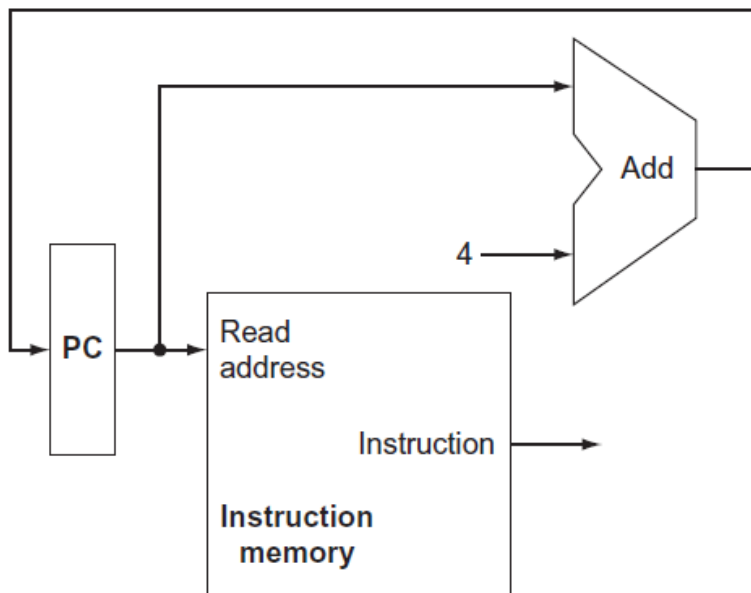 Add
4
PC
Read
address
Instruction
Instruction
memory